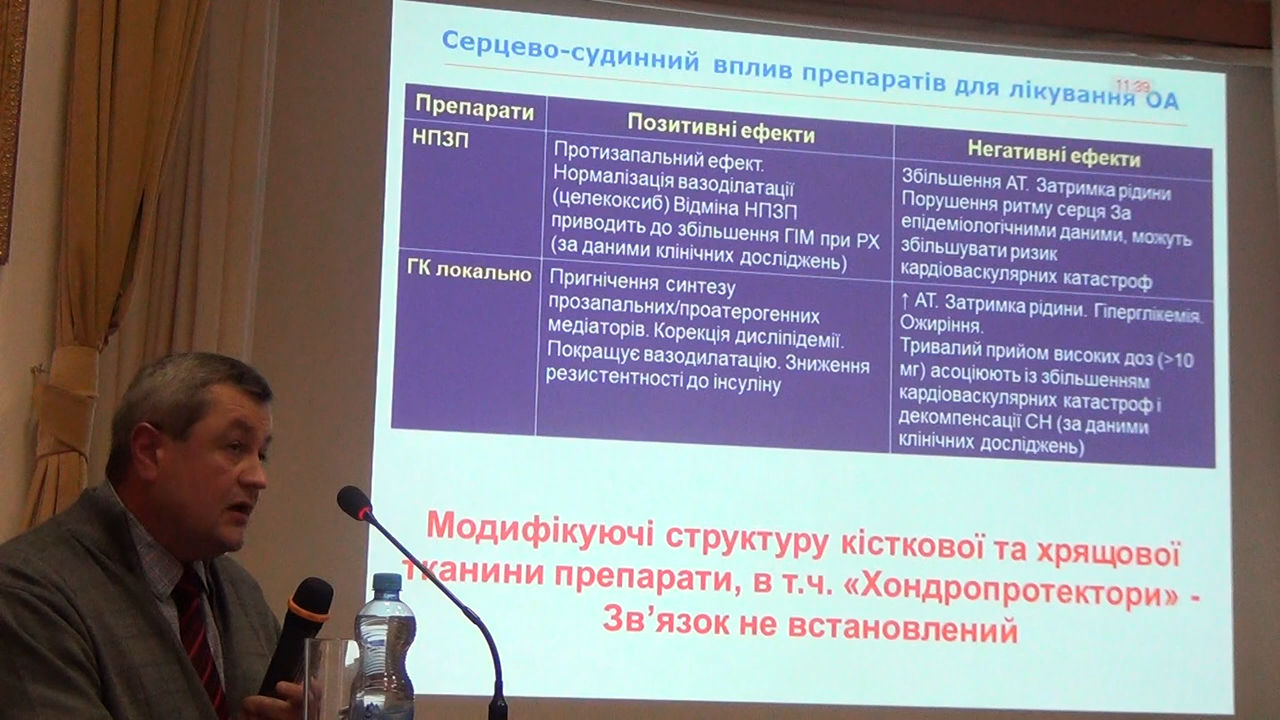 Серцево-судинний вплив препаратів для лікування ОА
11:39
Препарати
Позитивні ефекти
Негативні ефекти
НПЗП
Протизапальний ефект.
Нормалізація вазоділатації
(целекоксиб) Відміна НПЗП
приводить до збільшення ГІМ при РХ
(за даними клінічних досліджень)
Збільшення АТ. Затримка рідини
Порушення ритму серця За
епідеміологічними даними, можуть
збільшувати ризик
кардіоваскулярних катастроф
ГК локально
Пригнічення синтезу
прозапальних/проатерогенних
медіаторів. Корекція дисліпідемії.
Покращує вазодилатацію. Зниження
резистентності до інсуліну
↑ АТ. Затримка рідини. Гіперглікемія.
Ожиріння.
Тривалий прийом високих доз (>10
мг) асоціюють із збільшенням
кардіоваскулярних катастроф і
декомпенсації СН (за даними
клінічних досліджень)
Модифікуючі структуру кісткової та хрящової
тканини препарати, в т.ч. «Хондропротектори» -
Зв’язок не встановлений